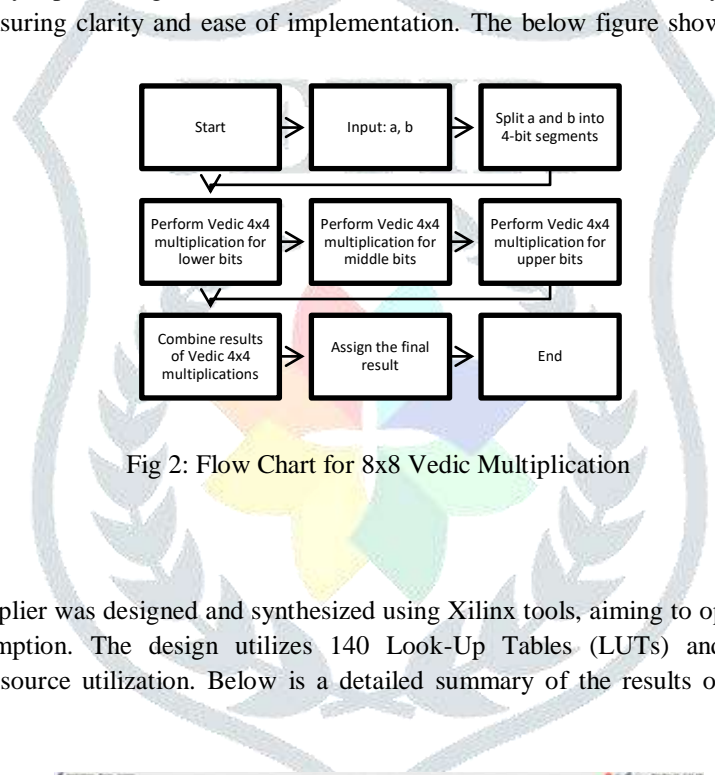 suring clarity and ease of implementation. The below figure show
Start
Input: a, b
Split a and b into
4-bit segments
Perform Vedic 4x4
multiplication for
lower bits
Perform Vedic 4x4
multiplication for
middle bits
Perform Vedic 4x4
multiplication for
upper bits
Combine results
of Vedic 4x4
multiplications
Assign the final
result
End
Fig 2: Flow Chart for 8x8 Vedic Multiplication
plier was designed and synthesized using Xilinx tools, aiming to op
mption. The design utilizes 140 Look-Up Tables (LUTs) and
source utilization. Below is a detailed summary of the results o